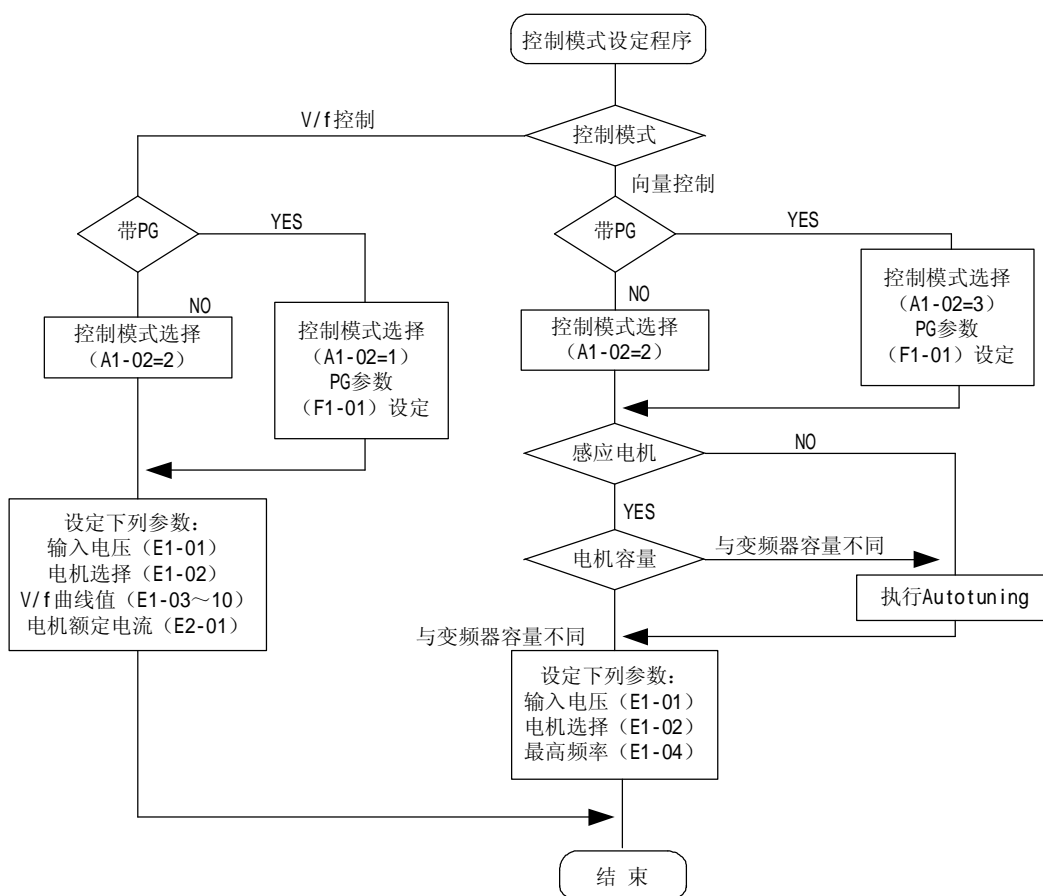 控制模式设定程序
V/f控制
控制模式
向量控制
带PG
YES
NO
控制模式选择
（A1-02=2）
控制模式选择
（A1-02=1）
PG参数
（F1-01）设定
带PG
YES
NO
控制模式选择
（A1-02=2）
控制模式选择
（A1-02=3）
PG参数
（F1-01）设定
感应电机
NO
YES
电机容量
与变频器容量不同
执行Autotuning
与变频器容量不同
设定下列参数：
输入电压（E1-01）
电机选择（E1-02）
V/f曲线值（E1-03～10）
电机额定电流（E2-01）
设定下列参数：
输入电压（E1-01）
电机选择（E1-02）
最高频率（E1-04）
结 束